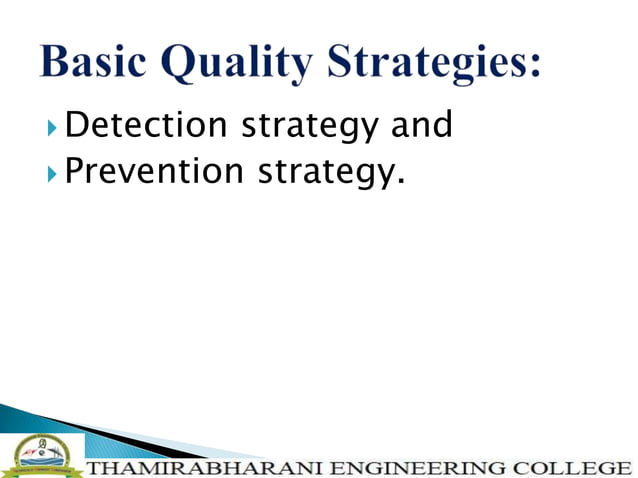 Basic Quality Strategies:
Detection strategy and
Prevention strategy.
THAMIRABHARANI ENGINEERING COLLEGE